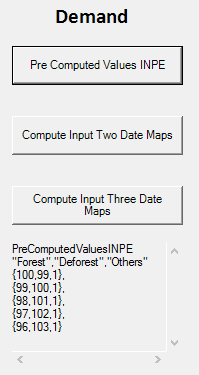 Demand
Pre Computed Values INPE
Compute Input Two Date Maps
Compute Input Three Date
Maps
PreComputedValuesINPE
"Forest","Deforest","Others"
{100,99,1},
{99,100,1},
{98,101,1},
{97,102,1},
{96,103,1}